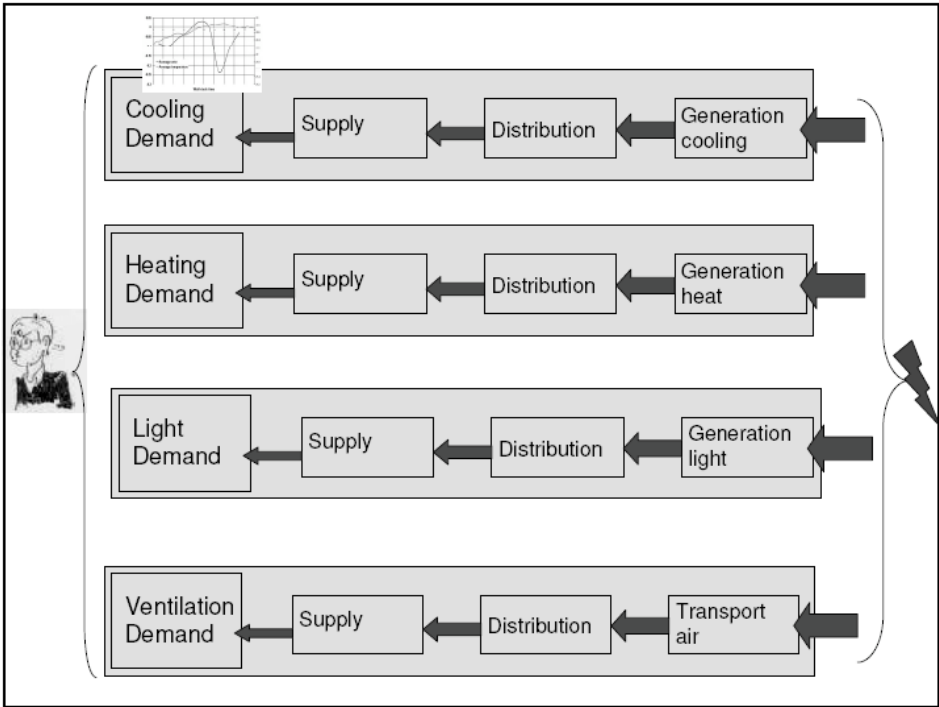 Cooling
Demand
Supply
Distribution
Generation
cooling
Heating
Demand
Supply
Distribution
Generation
heat
Light
Demand
Supply
Distribution
Generation
light
Ventilation
Demand
Supply
Distribution
Transport
air